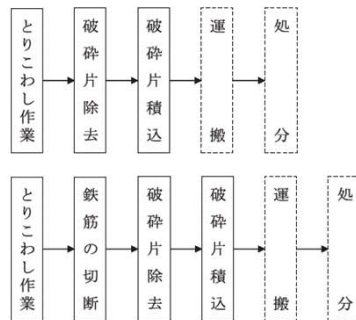 とりこわし作業
破砕片除去
破砕片積込
運搬
処分
とりこわし作業
鉄筋の切断
破砕片除去
破砕片積込
運搬
処分